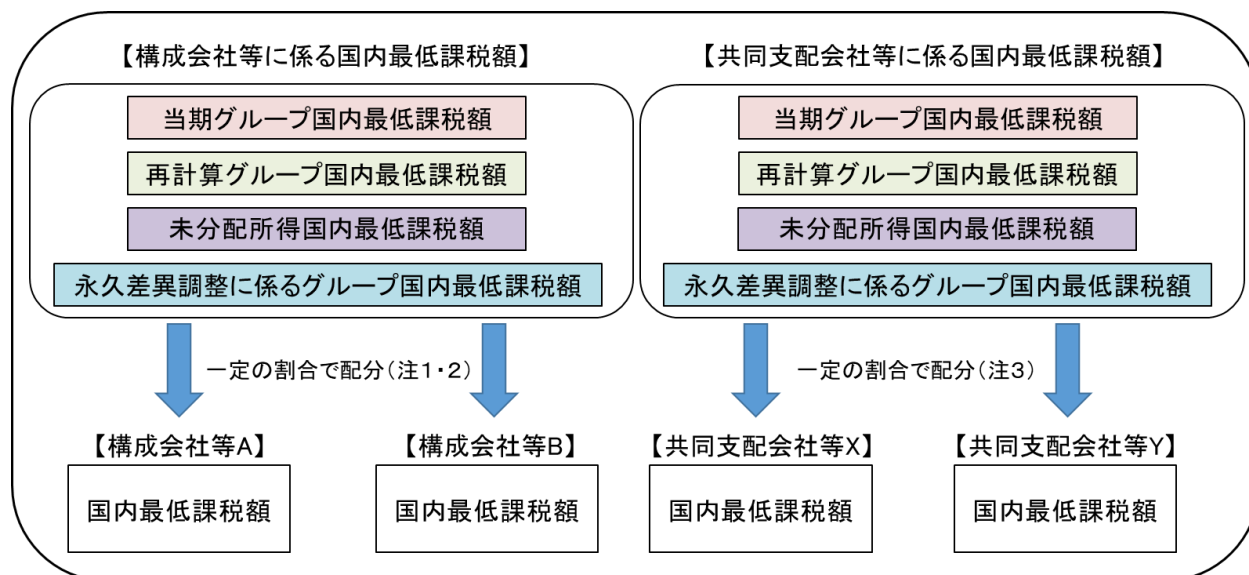 【構成会社等に係る国内最低課税額】
当期グループ国内最低課税額
再計算グループ国内最低課税額
未分配所得国内最低課税額
永久差異調整に係るグループ国内最低課税額
一定の割合で配分（注１・２）
【構成会社等A】
国内最低課税額
【構成会社等B】
国内最低課税額
【共同支配会社等に係る国内最低課税額】
当期グループ国内最低課税額
再計算グループ国内最低課税額
未分配所得国内最低課税額
永久差異調整に係るグループ国内最低課税額
一定の割合で配分（注３）
【共同支配会社等X】
国内最低課税額
【共同支配会社等Y】
国内最低課税額